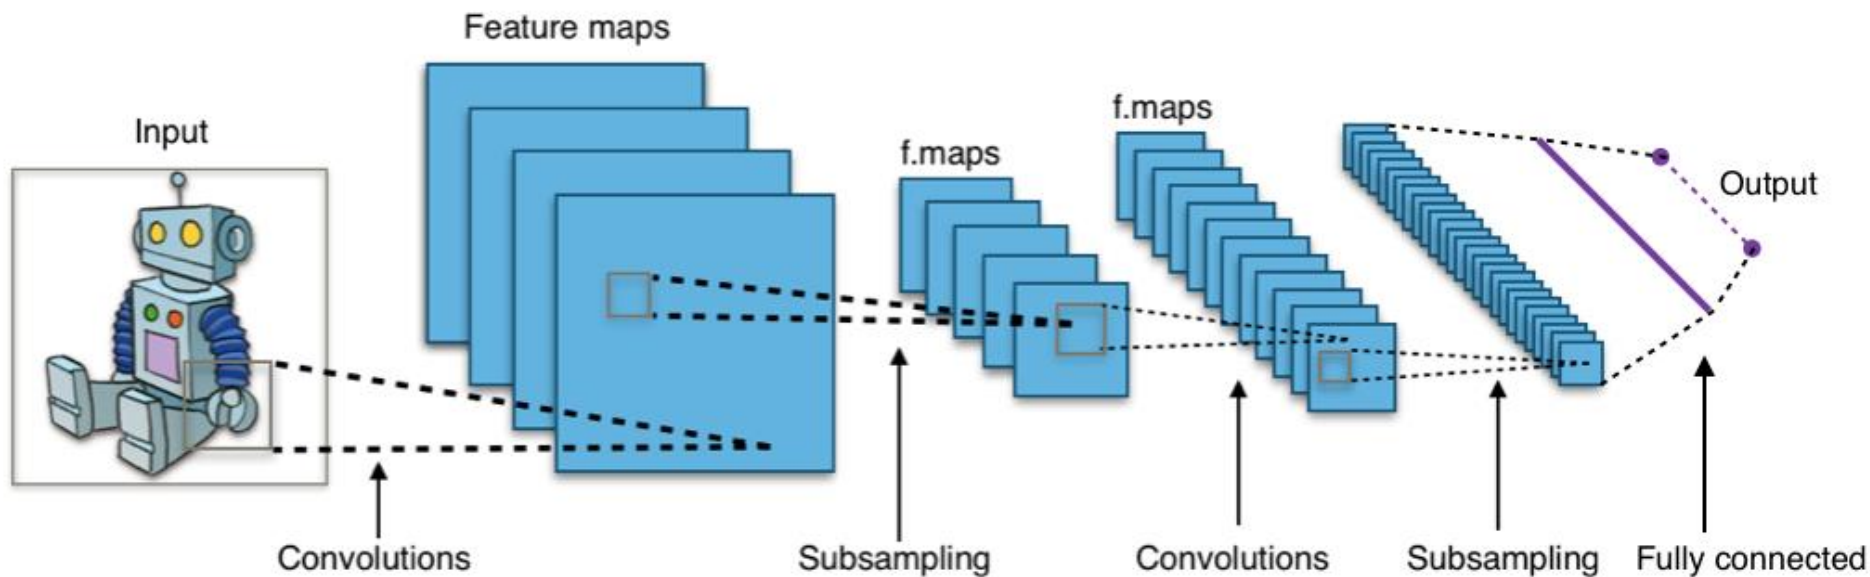 Feature maps
Input
f.maps
f.maps
Output
Convolutions
Subsampling
Convolutions
Subsampling
Fully connected